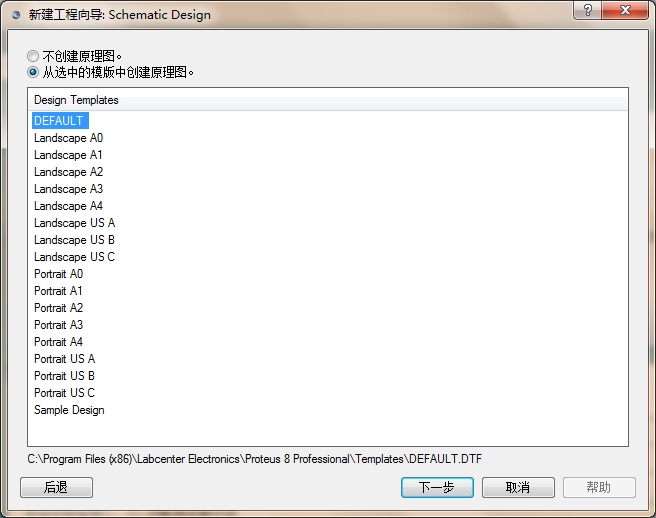 新建工程向导: Schematic Design
?
不创建原理图。
从选中的模版中创建原理图。
Design Templates
DEFAULT
Landscape A0
Landscape A1
Landscape A2
Landscape A3
Landscape A4
Landscape US A
Landscape US B
Landscape US C
Portrait A0
Portrait A1
Portrait A2
Portrait A3
Portrait A4
Portrait US A
Portrait US B
Portrait US C
Sample Design
C:\Program Files (x86)\Labcenter Electronics\Proteus 8 Professional\Templates\DEFAULT.DTF
后退 下一步 取消 帮助